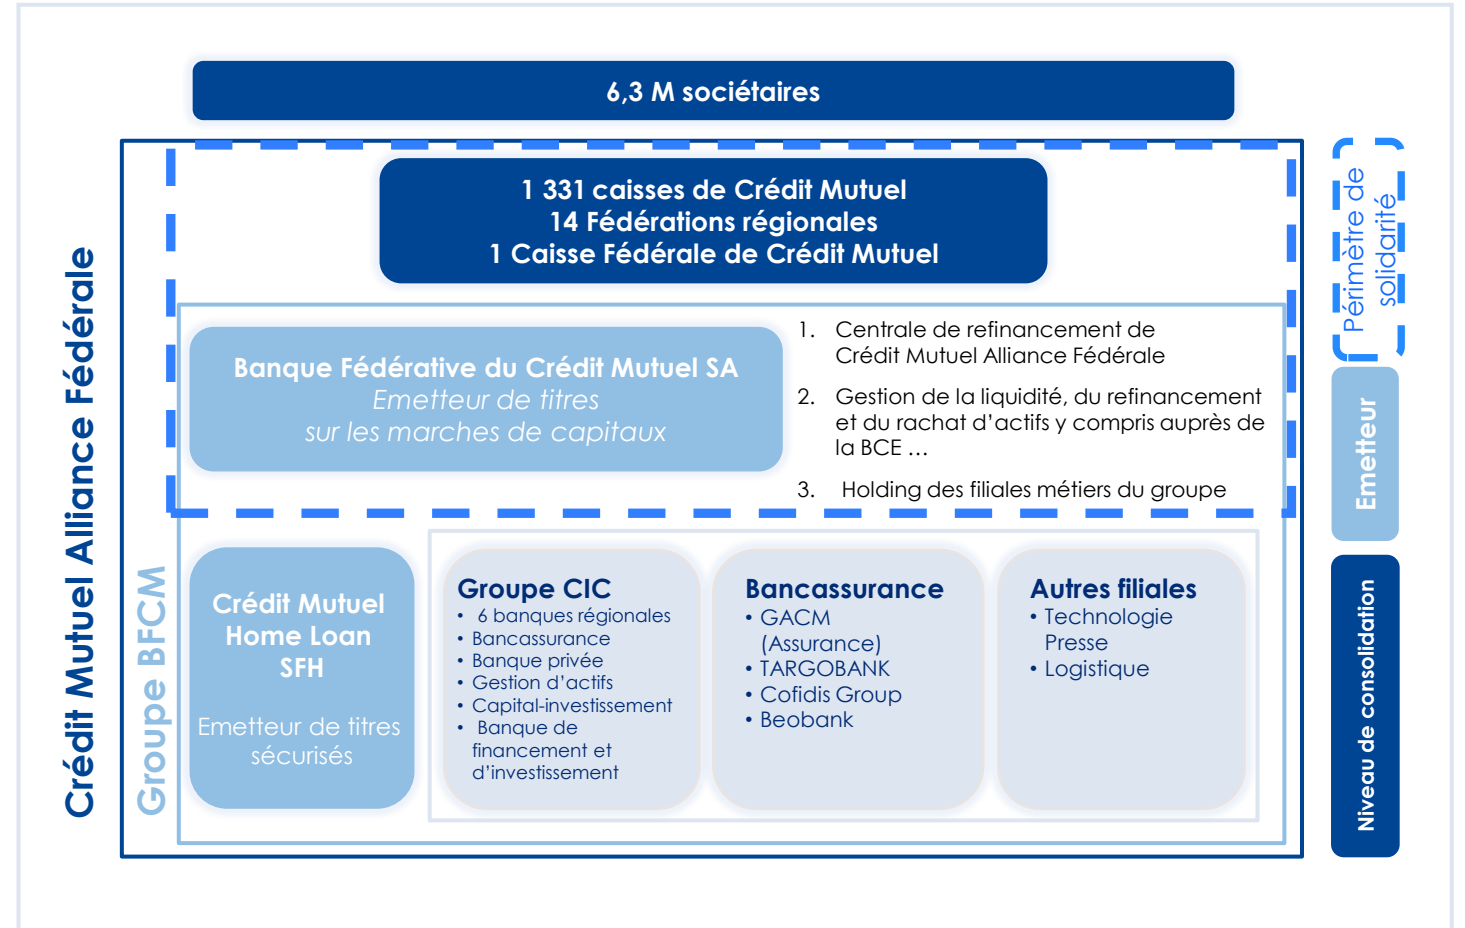 6,3 M sociétaires
Crédit Mutuel Alliance Fédérale
1 331 caisses de Crédit Mutuel
14 Fédérations régionales
1 Caisse Fédérale de Crédit Mutuel
Périmètre de
solidarité
Groupe BFCM
Banque Fédérative du Crédit Mutuel SA
Emetteur de titres
sur les marches de capitaux
1. Centrale de refinancement de
Crédit Mutuel Alliance Fédérale
2. Gestion de la liquidité, du refinancement
et du rachat d'actifs y compris auprès de
la BCE …
3. Holding des filiales métiers du groupe
Emetteur
Crédit Mutuel
Home Loan
SFH
Emetteur de titres
sécurisés
Groupe CIC
• 6 banques régionales
• Bancassurance
• Banque privée
• Gestion d'actifs
• Capital-investissement
• Banque de
financement et
d'investissement
Bancassurance
• GACM
(Assurance)
• TARGOBANK
• Cofidis Group
• Beobank
Autres filiales
• Technologie
Presse
• Logistique
Niveau de consolidation